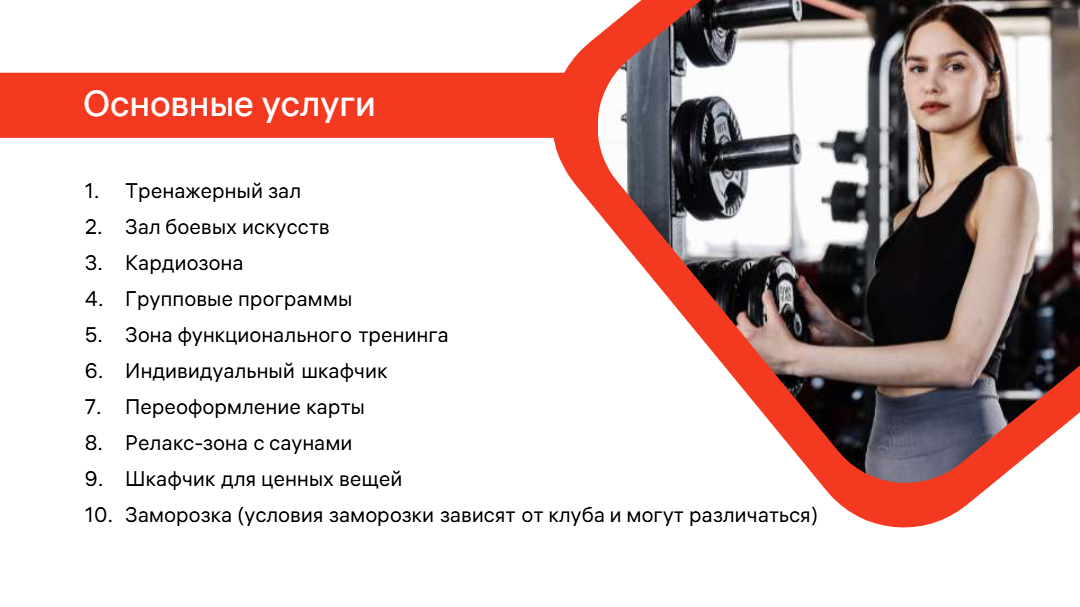 Основные услуги
1. Тренажерный зал
2. Зал боевых искусств
3. Кардиозона
4. Групповые программы
5. Зона функционального тренинга
6. Индивидуальный шкафчик
7. Переоформление карты
8. Релакс-зона с саунами
9. Шкафчик для ценных вещей
10. Заморозка (условия заморозки зависят от клуба и могут различаться)